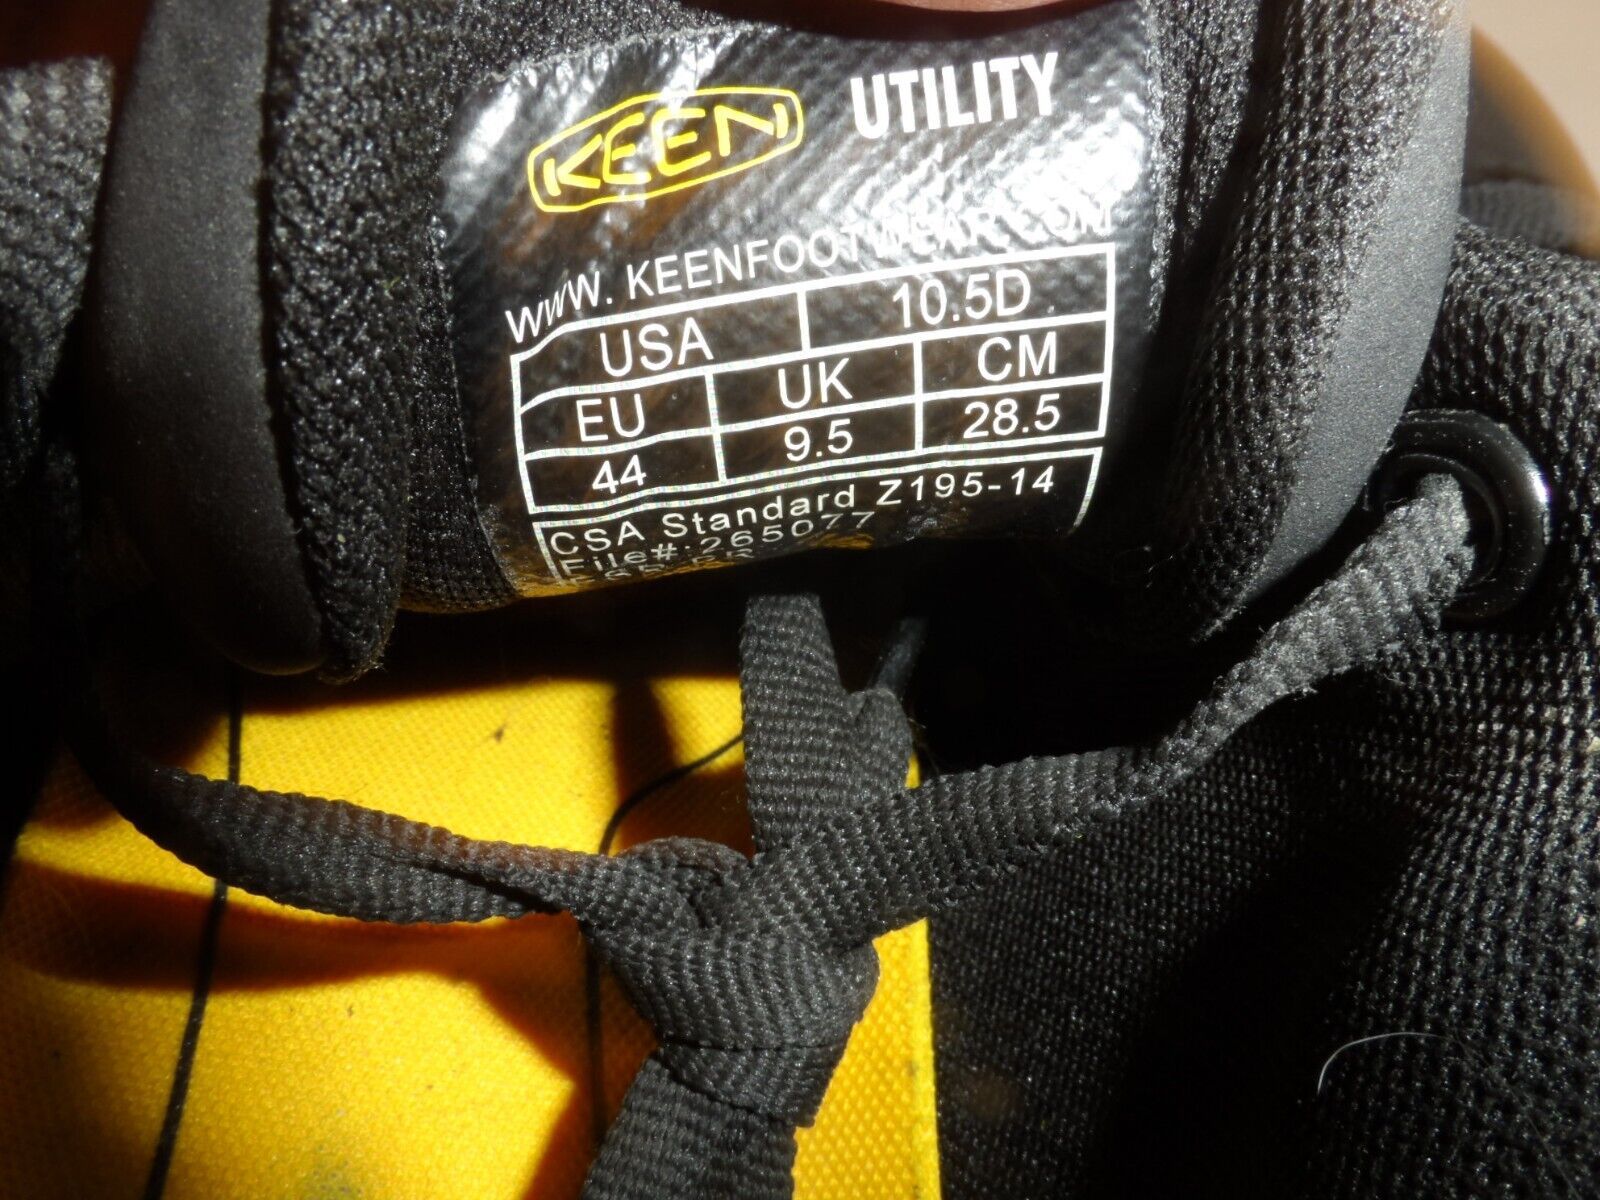 KEEN UTILITY
WWW. KEENFOOTWEAR.COM
USA 10.5D
EU UK CM
44 9.5 28.5
CSA Standard Z195-14
File#:265077